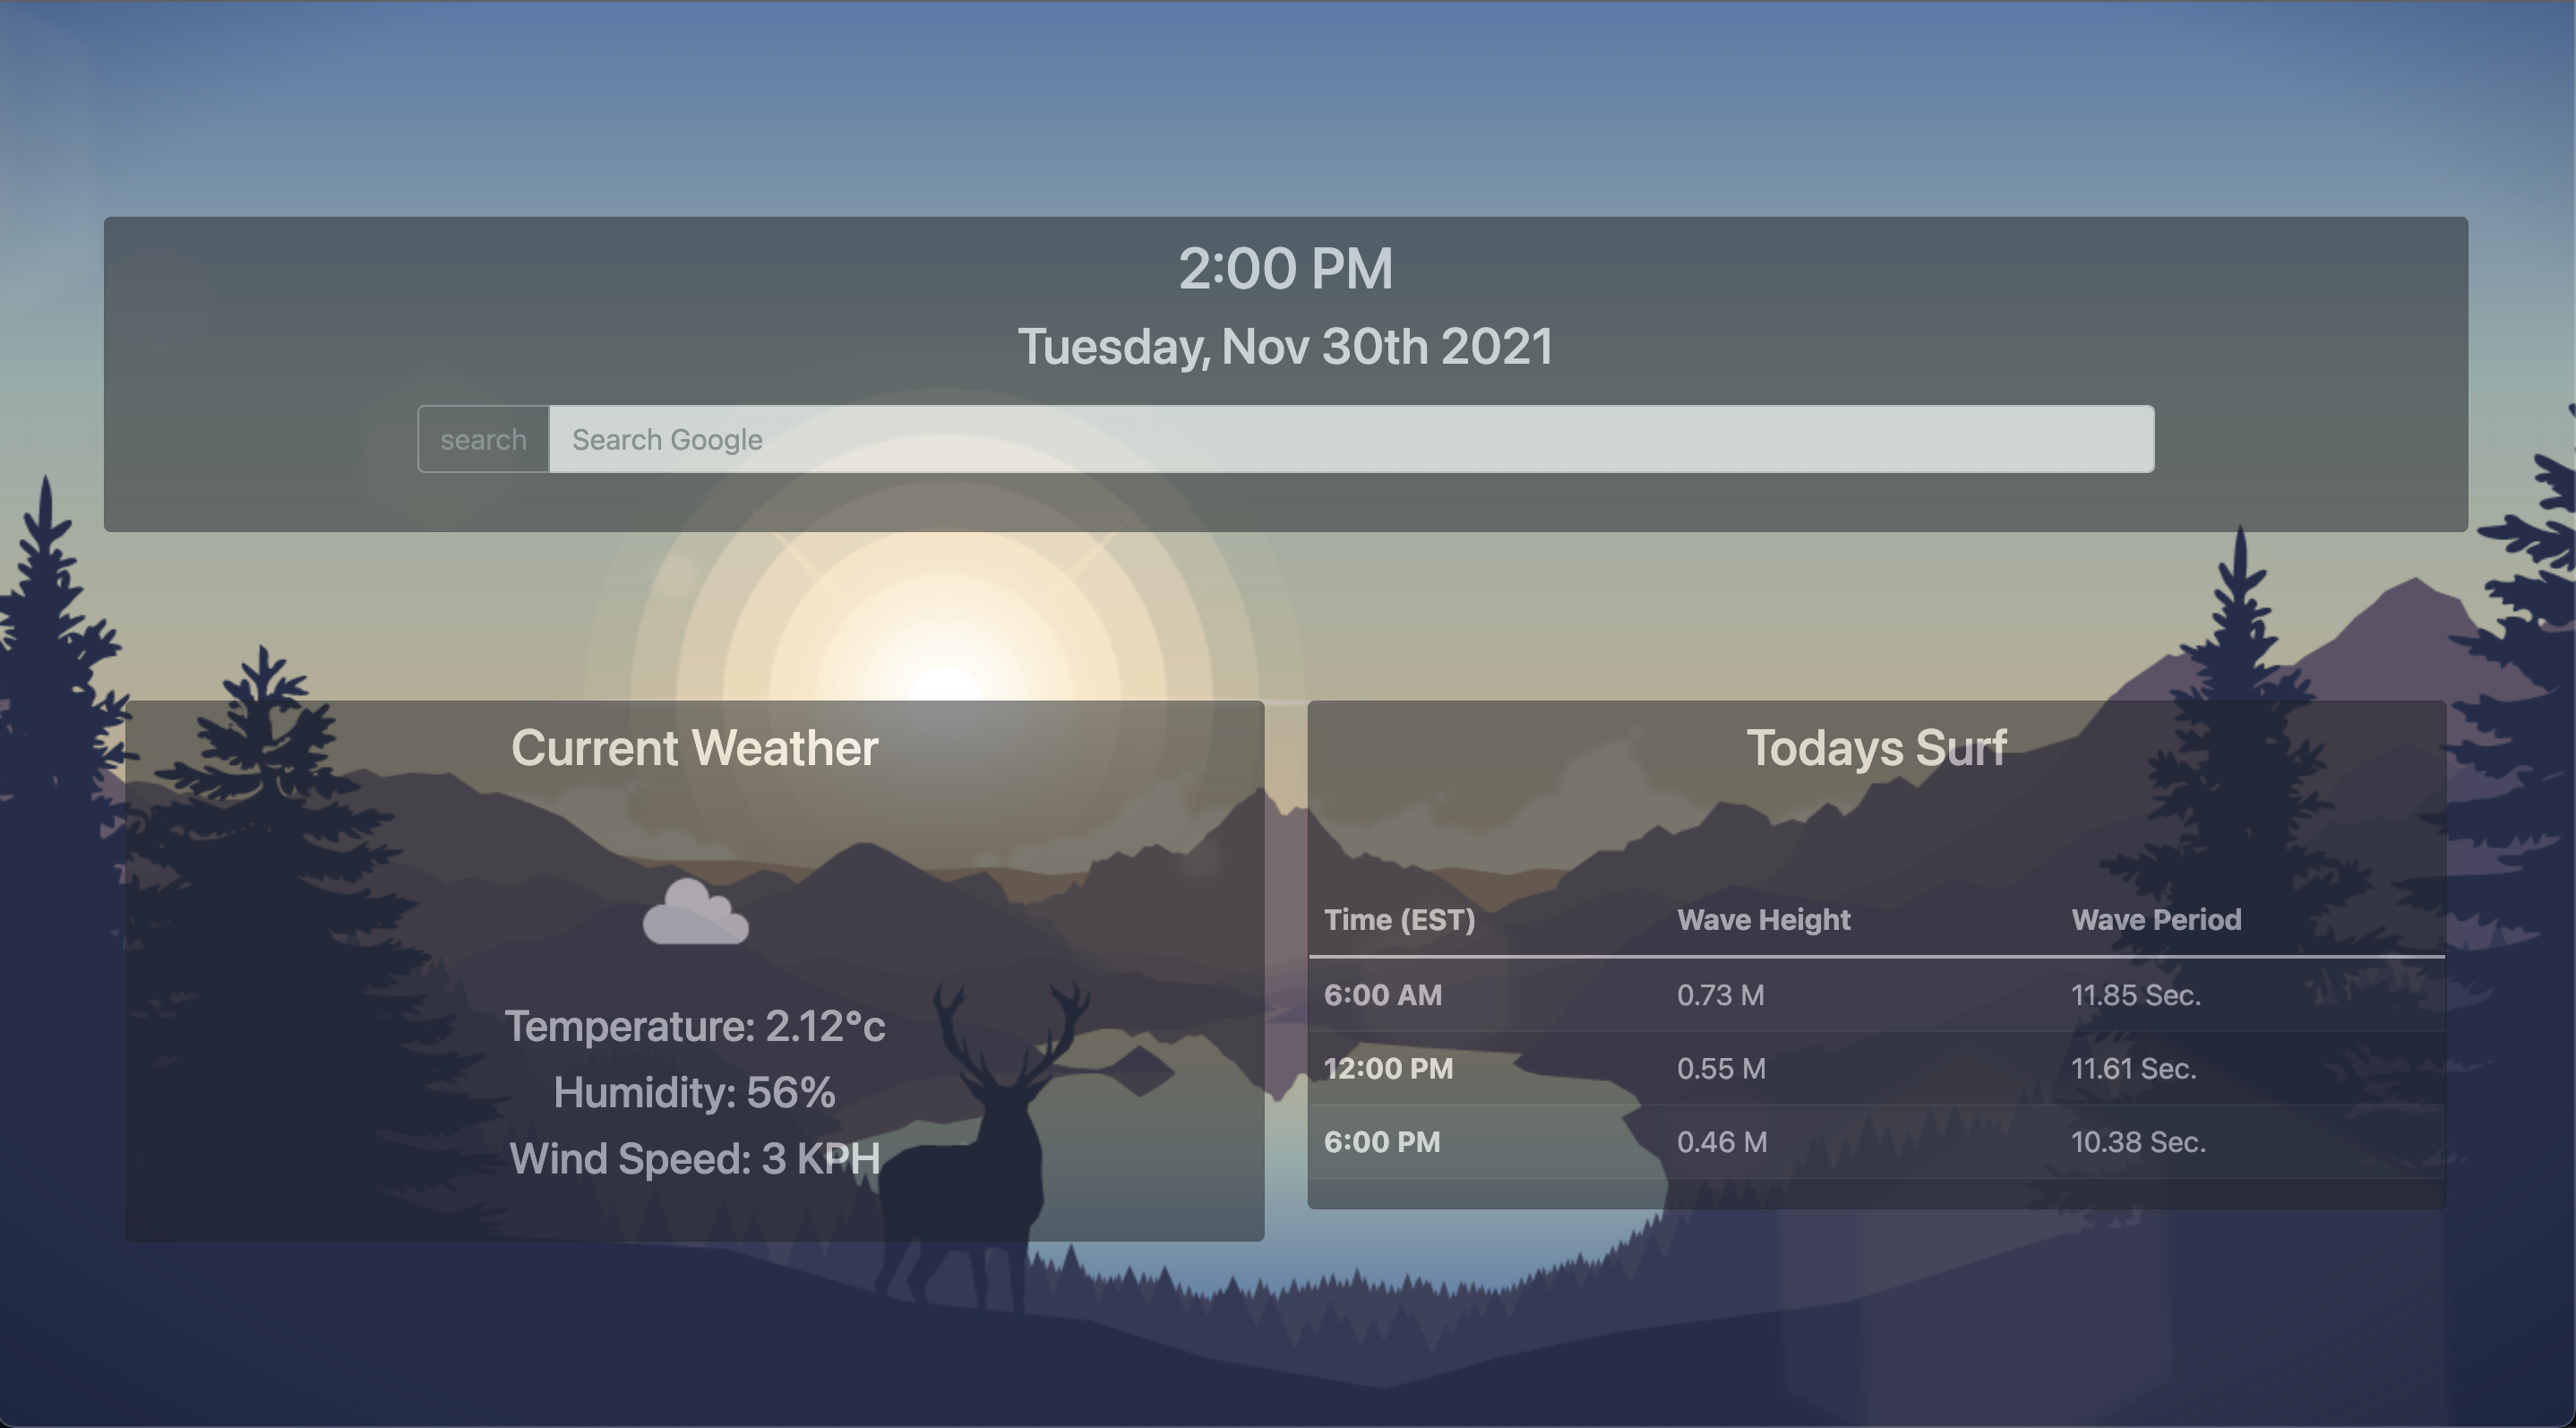 2:00 PM
Tuesday, Nov 30th 2021
search Search Google
Current Weather
Temperature: 2.12°c
Humidity: 56%
Wind Speed: 3 KPH
Todays Surf
Time (EST) Wave Height Wave Period
6:00 AM 0.73 M 11.85 Sec.
12:00 PM 0.55 M 11.61 Sec.
6:00 PM 0.46 M 10.38 Sec.